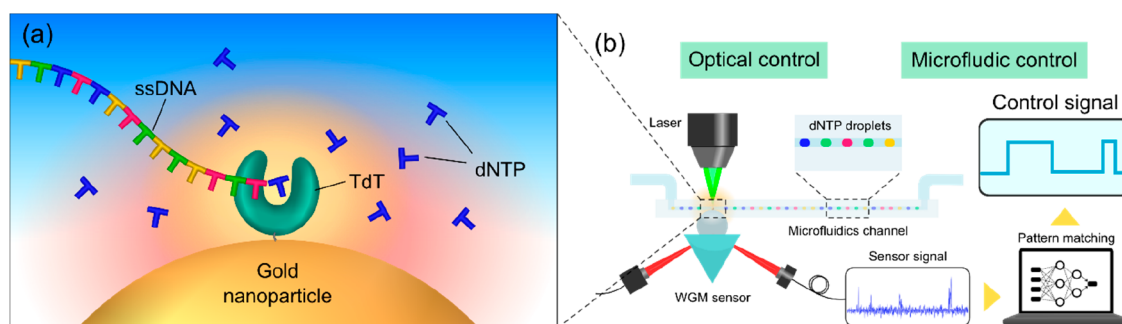 (a)
ssDNA
dNTP
TdT
Gold
nanoparticle
(b)
Optical control
Microfludic control
Laser
dNTP droplets
Control signal
Microfluidics channel
Pattern matching
Sensor signal
WGM sensor